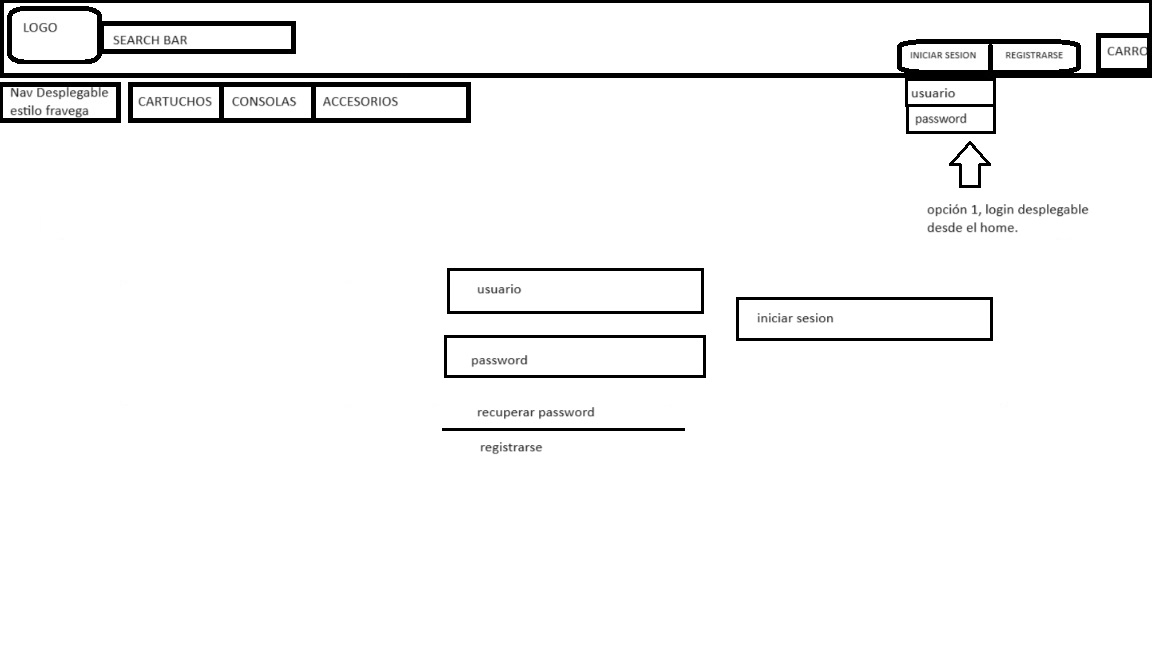 LOGO
SEARCH BAR
INICIAR SESION
REGISTRARSE
CARRO
Nav Desplegable
estilo fravega
CARTUCHOS
CONSOLAS
ACCESORIOS
usuario
password
opción 1, login desplegable
desde el home.
usuario
iniciar sesion
password
recuperar password
registrarse